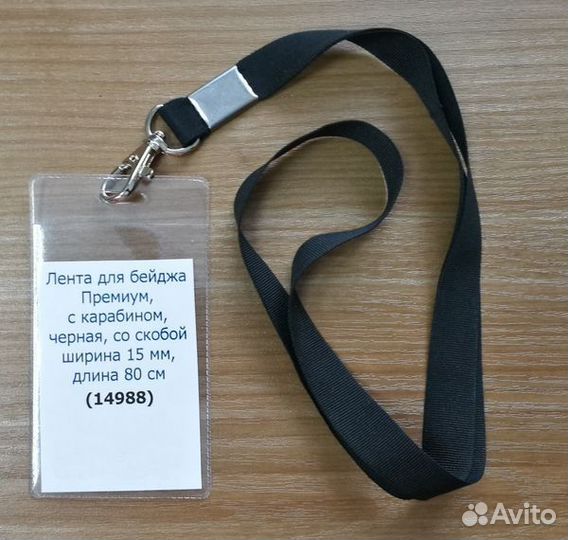 Лента для бейджа
Премиум,
с карабином,
черная, со скобой
ширина 15 мм,
длина 80 см
(14988)
Avito